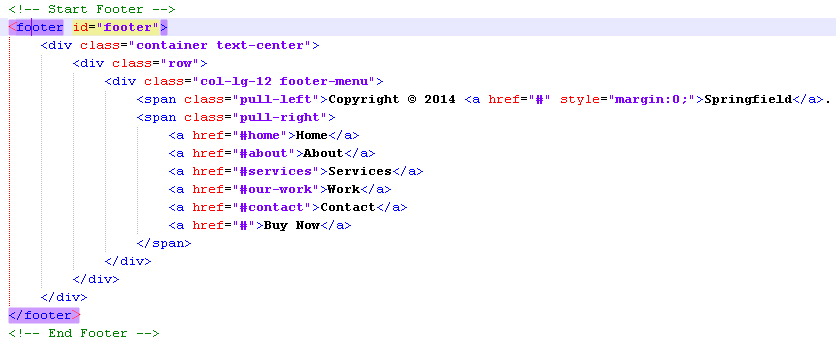 <!-- Start Footer -->
<footer id="footer">
<div class="container text-center">
<div class="row">
<div class="col-lg-12 footer-menu">
<span class="pull-left">Copyright © 2014 <a href="#" style="margin:0;">Springfield</a>.
<span class="pull-right">
<a href="#home">Home</a>
<a href="#about">About</a>
<a href="#services">Services</a>
<a href="#our-work">Work</a>
<a href="#contact">Contact</a>
<a href="#">Buy Now</a>
</span>
</div>
</div>
</div>
</footer>
<!-- End Footer -->